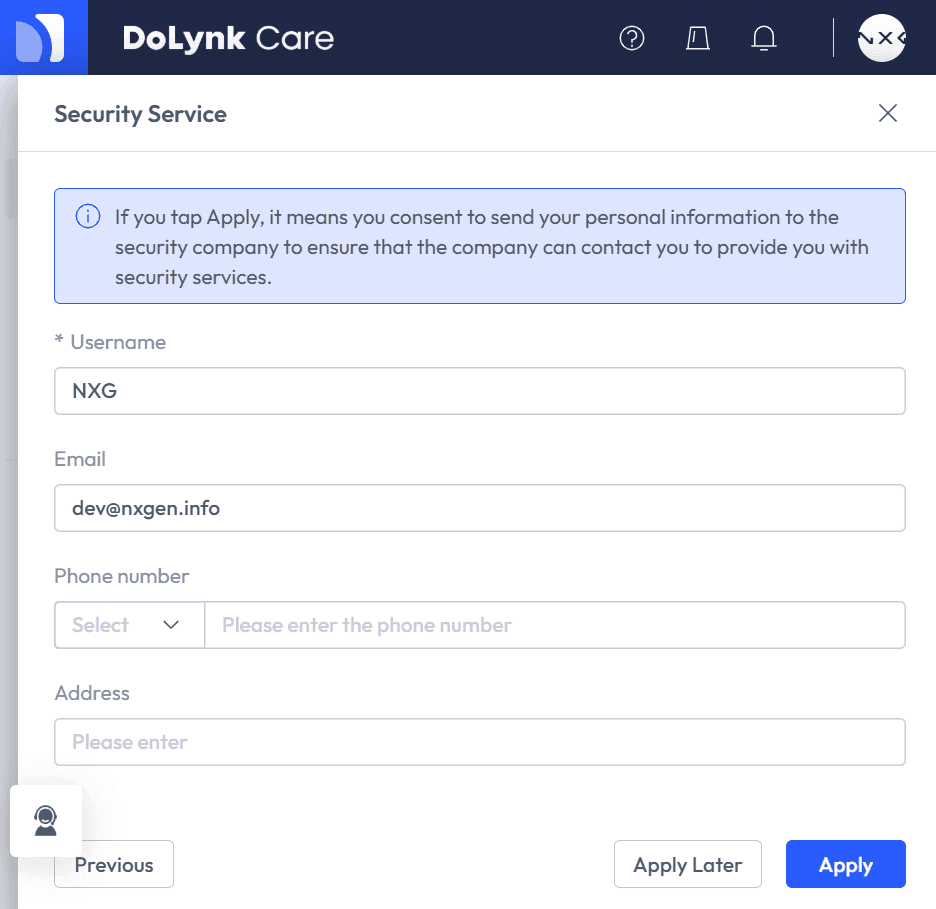 DoLynk Care
Security Service
If you tap Apply, it means you consent to send your personal information to the
security company to ensure that the company can contact you to provide you with
security services.
* Username
NXG
Email
dev@nxgen.info
Phone number
Select Please enter the phone number
Address
Please enter
Previous Apply Later Apply